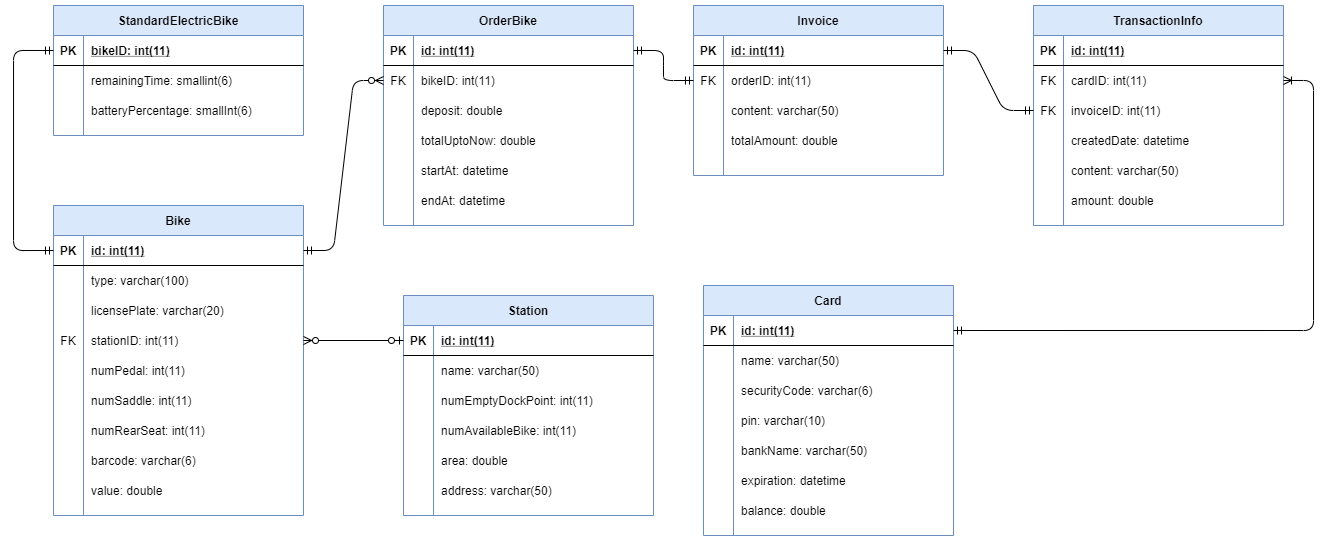 StandardElectricBike
PK bikeID: int(11)
remainingTime: smallint(6)
batteryPercentage: smallInt(6)
OrderBike
PK id: int(11)
FK bikeID: int(11)
deposit: double
totalUptoNow: double
startAt: datetime
endAt: datetime
Invoice
PK id: int(11)
FK orderID: int(11)
content: varchar(50)
totalAmount: double
TransactionInfo
PK id: int(11)
FK cardID: int(11)
FK invoiceID: int(11)
createdDate: datetime
content: varchar(50)
amount: double
Bike
PK id: int(11)
type: varchar(100)
licensePlate: varchar(20)
FK stationID: int(11)
numPedal: int(11)
numSaddle: int(11)
numRearSeat: int(11)
barcode: varchar(6)
value: double
Station
PK id: int(11)
name: varchar(50)
numEmptyDockPoint: int(11)
numAvailableBike: int(11)
area: double
address: varchar(50)
Card
PK id: int(11)
name: varchar(50)
securityCode: varchar(6)
pin: varchar(10)
bankName: varchar(50)
expiration: datetime
balance: double